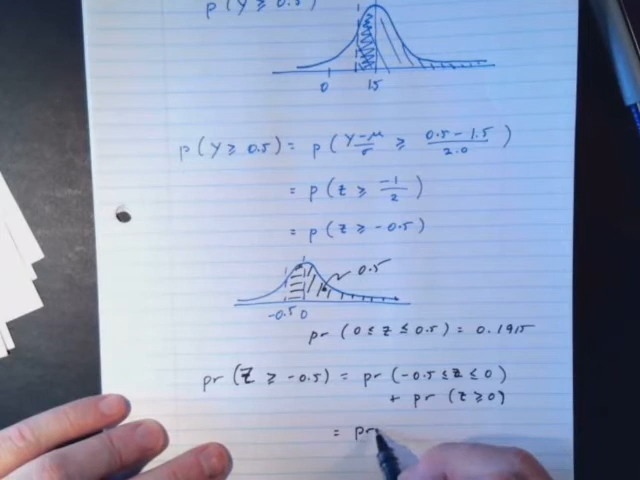 p(Y ≥ 0.5)
0 15
p(Y ≥ 0.5) = p(Y-μ/σ ≥ 0.5-1.5/2.0)
= p(z ≥ -1/2)
= p(z ≥ -0.5)
0.5
-0.5 0
pr (0 ≤ z ≤ 0.5) = 0.1915
pr (Z ≥ -0.5) = pr (-0.5 ≤ z ≤ 0)
+ pr (z ≥ 0)
= pr